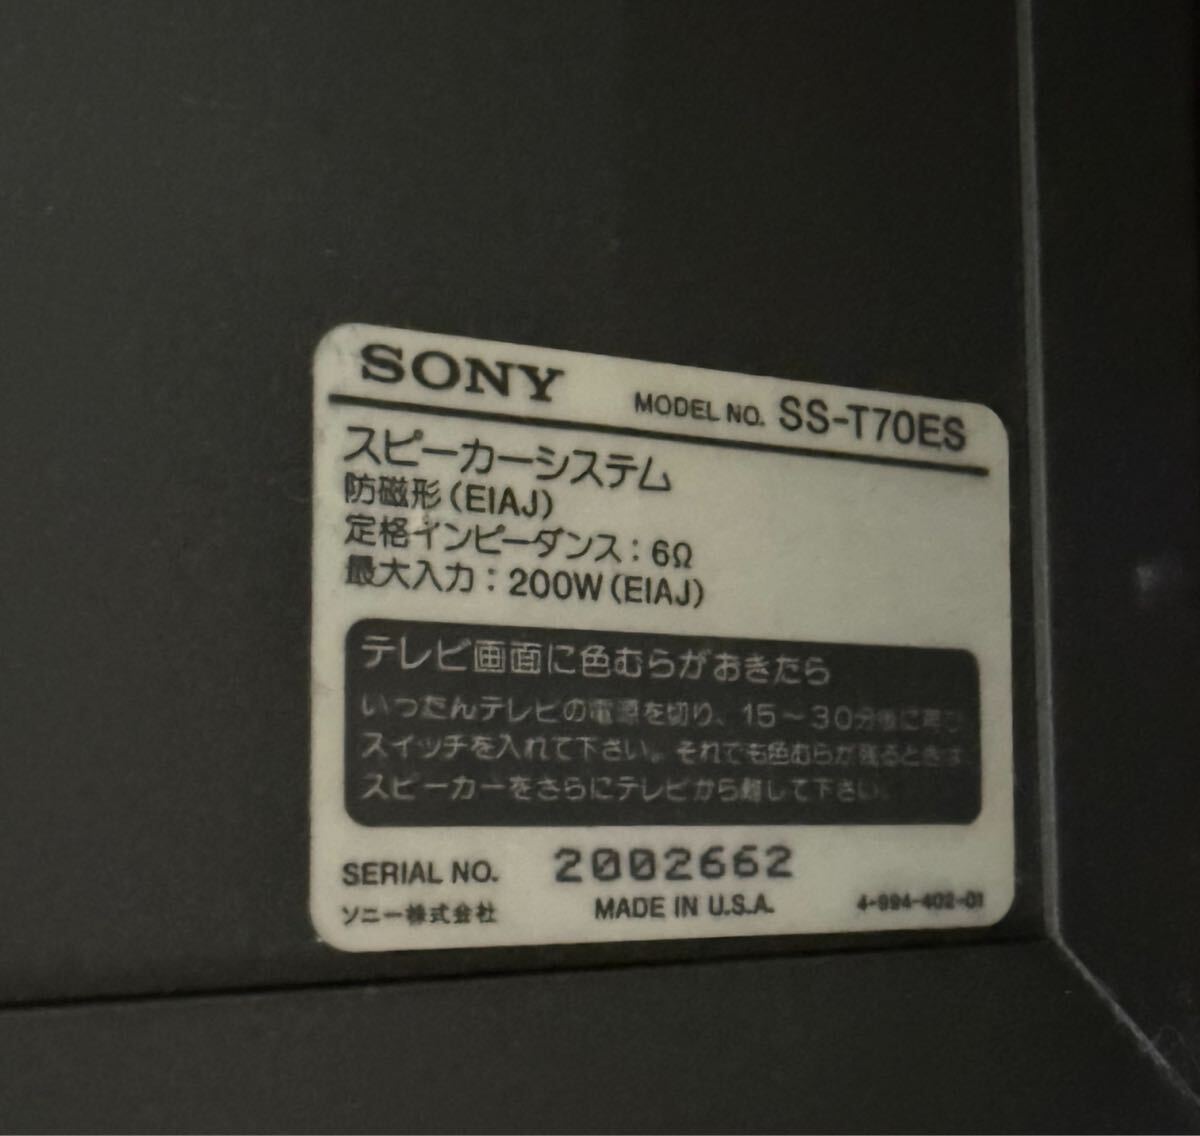 SONY MODEL NO. SS-T70ES
スピーカーシステム
防磁形(EIAJ)
定格インピーダンス:6Ω
最大入力:200W(EIAJ)
テレビ画面に色むらがおきたら
いったんテレビの電源を切り、15〜30分後に再び
スイッチを入れて下さい。それでも色むらが残るときは
スピーカーをさらにテレビから離して下さい。
SERIAL NO. 2002662
ソニー株式会社 MADE IN U.S.A. 4-994-402-01